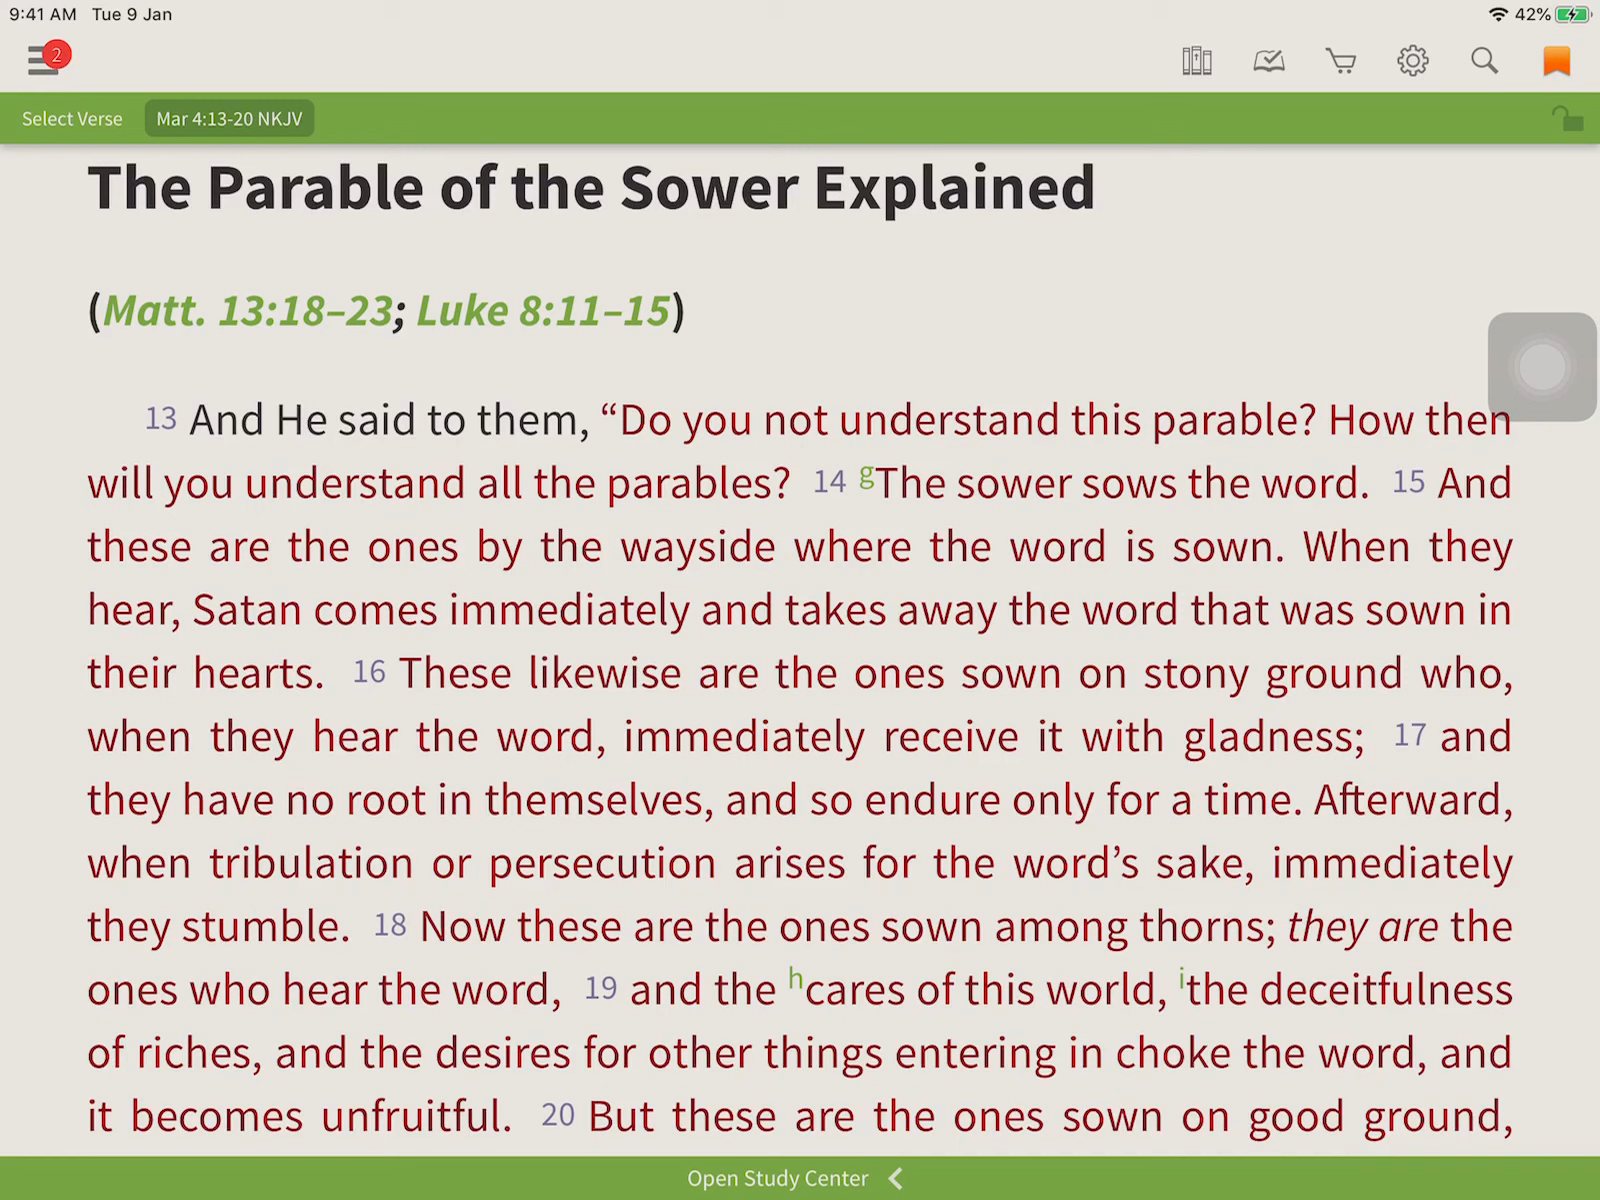 9:41 AM Tue 9 Jan 42%
2
Select Verse Mar 4:13-20 NKJV
The Parable of the Sower Explained
(Matt. 13:18–23; Luke 8:11–15)
13 And He said to them, “Do you not understand this parable? How then
will you understand all the parables? 14 gThe sower sows the word. 15 And
these are the ones by the wayside where the word is sown. When they
hear, Satan comes immediately and takes away the word that was sown in
their hearts. 16 These likewise are the ones sown on stony ground who,
when they hear the word, immediately receive it with gladness; 17 and
they have no root in themselves, and so endure only for a time. Afterward,
when tribulation or persecution arises for the word’s sake, immediately
they stumble. 18 Now these are the ones sown among thorns; they are the
ones who hear the word, 19 and the hcares of this world, ithe deceitfulness
of riches, and the desires for other things entering in choke the word, and
it becomes unfruitful. 20 But these are the ones sown on good ground,
Open Study Center